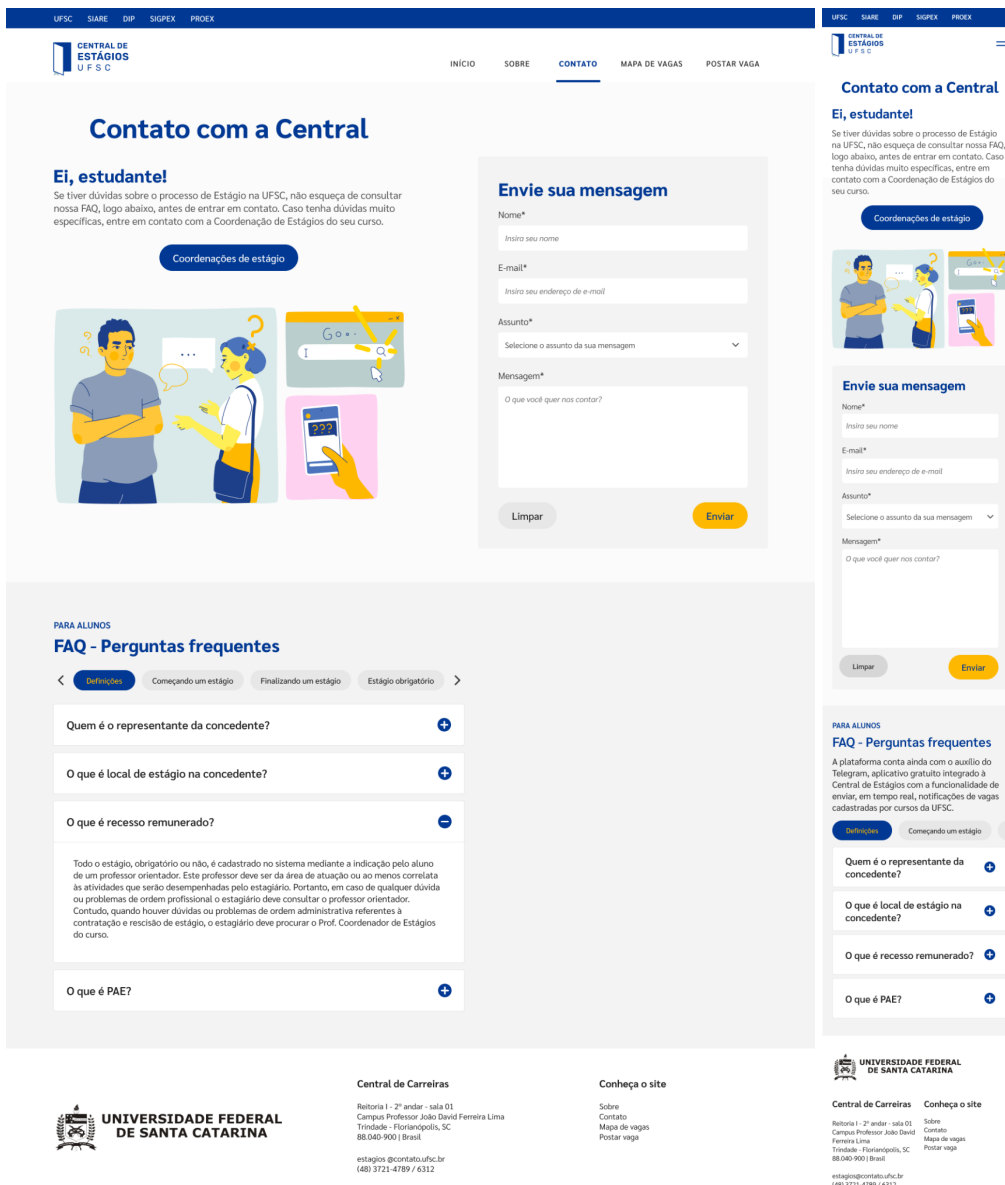 UFSC SIARE DIP SIGPEX PROEX
CENTRAL DE
ESTÁGIOS
UFSC
INÍCIO SOBRE CONTATO MAPA DE VAGAS POSTAR VAGA
Contato com a Central
Ei, estudante!
Se tiver dúvidas sobre o processo de Estágio na UFSC, não esqueça de consultar
nossa FAQ, logo abaixo, antes de entrar em contato. Caso tenha dúvidas muito
específicas, entre em contato com a Coordenação de Estágios do seu curso.
Coordenações de estágio
Go
???
Envie sua mensagem
Nome*
Insira seu nome
E-mail*
Insira seu endereço de e-mail
Assunto*
Selecione o assunto da sua mensagem
Mensagem*
O que você quer nos contar?
Limpar Enviar
PARA ALUNOS
FAQ - Perguntas frequentes
Definições Começando um estágio Finalizando um estágio Estágio obrigatório
Quem é o representante da concedente?
O que é local de estágio na concedente?
O que é recesso remunerado?
Todo o estágio, obrigatório ou não, é cadastrado no sistema mediante a indicação pelo aluno
de um professor orientador. Este professor deve ser da área de atuação ou ao menos correlata
às atividades que serão desempenhadas pelo estagiário. Portanto, em caso de qualquer dúvida
ou problemas de ordem profissional o estagiário deve consultar o professor orientador.
Contudo, quando houver dúvidas ou problemas de ordem administrativa referentes à
contratação e rescisão de estágio, o estagiário deve procurar o Prof. Coordenador de Estágios
do curso.
O que é PAE?
UNIVERSIDADE FEDERAL
DE SANTA CATARINA
Central de Carreiras
Reitoria I - 2º andar - sala 01
Campus Professor João David Ferreira Lima
Trindade - Florianópolis, SC
88.040-900 | Brasil
estagios @contato.ufsc.br
(48) 3721-4789 / 6312
Conheça o site
Sobre
Contato
Mapa de vagas
Postar vaga
UFSC SIARE DIP SIGPEX PROEX
CENTRAL DE
ESTÁGIOS
UFSC
Contato com a Central
Ei, estudante!
Se tiver dúvidas sobre o processo de Estágio
na UFSC, não esqueça de consultar nossa FAQ,
logo abaixo, antes de entrar em contato. Caso
tenha dúvidas muito específicas, entre em
contato com a Coordenação de Estágios do
seu curso.
Coordenações de estágio
Go
???
Envie sua mensagem
Nome*
Insira seu nome
E-mail*
Insira seu endereço de e-mail
Assunto*
Selecione o assunto da sua mensagem
Mensagem*
O que você quer nos contar?
Limpar Enviar
PARA ALUNOS
FAQ - Perguntas frequentes
A plataforma conta ainda com o auxílio do
Telegram, aplicativo gratuito integrado à
Central de Estágios com a funcionalidade de
enviar, em tempo real, notificações de vagas
cadastradas por cursos da UFSC.
Definições Começando um estágio
Quem é o representante da
concedente?
O que é local de estágio na
concedente?
O que é recesso remunerado?
O que é PAE?
UNIVERSIDADE FEDERAL
DE SANTA CATARINA
Central de Carreiras
Reitoria I - 2º andar - sala 01
Campus Professor João David
Ferreira Lima
Trindade - Florianópolis, SC
88.040-900 | Brasil
estagios@contato.ufsc.br
(48) 3721-4789 / 6312
Conheça o site
Sobre
Contato
Mapa de vagas
Postar vaga